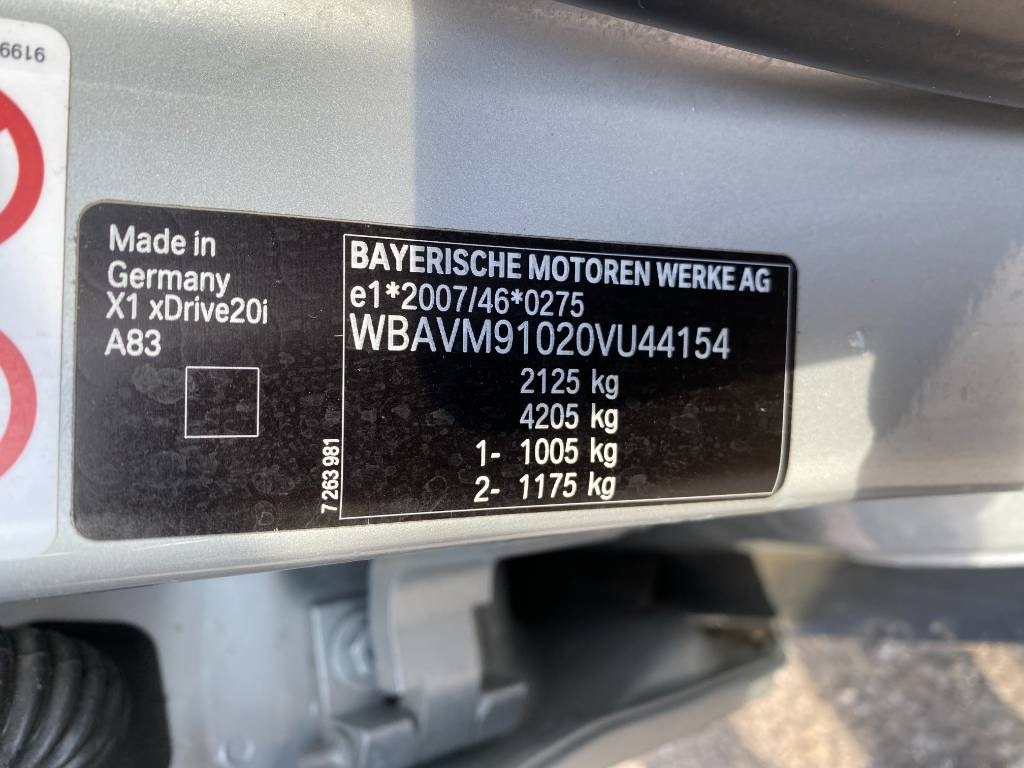 9199
Made in
Germany
X1 xDrive20i
A83
BAYERISCHE MOTOREN WERKE AG
e1*2007/46*0275
WBAVM91020VU44154
2125 kg
4205 kg
1- 1005 kg
2- 1175 kg
7 263 981